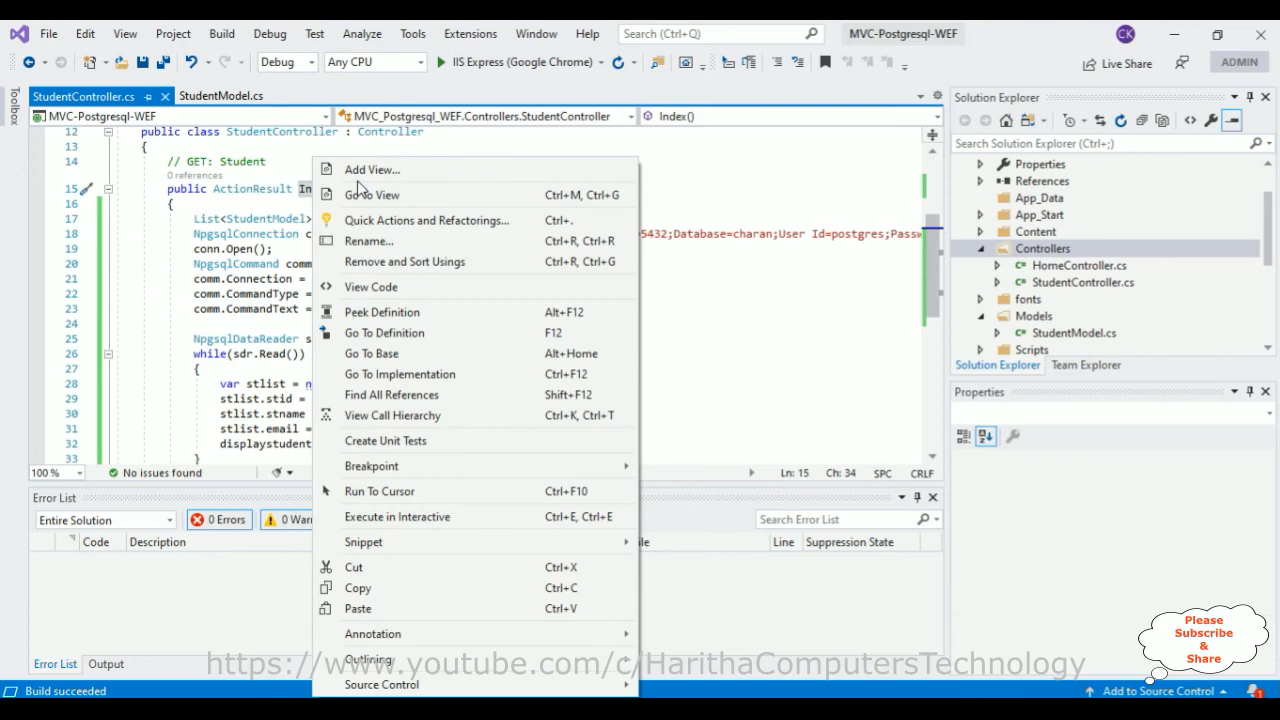 File Edit View Project Build Debug Test Analyze Tools Extensions Window Help Search (Ctrl+Q) MVC-Postgresql-WEF CK
Debug Any CPU IIS Express (Google Chrome) Live Share ADMIN
Toolbox
StudentController.cs StudentModel.cs
MVC-Postgresql-WEF MVC_Postgresql_WEF.Controllers.StudentController Index()
12 public class StudentController : Controller
13 {
14 // GET: Student
0 references
15 public ActionResult In
16 {
17 List<StudentModel>
18 NpgsqlConnection c 5432;Database=charan;User Id=postgres;Passw
19 conn.Open();
20 NpgsqlCommand comm
21 comm.Connection =
22 comm.CommandType =
23 comm.CommandText =
24
25 NpgsqlDataReader s
26 while(sdr.Read())
27 {
28 var stlist = n
29 stlist.stid =
30 stlist.stname
31 stlist.email =
32 displaystudent
33 }
100 % No issues found Ln: 15 Ch: 34 SPC CRLF
Add View...
Go To View Ctrl+M, Ctrl+G
Quick Actions and Refactorings... Ctrl+.
Rename... Ctrl+R, Ctrl+R
Remove and Sort Usings Ctrl+R, Ctrl+G
View Code
Peek Definition Alt+F12
Go To Definition F12
Go To Base Alt+Home
Go To Implementation Ctrl+F12
Find All References Shift+F12
View Call Hierarchy Ctrl+K, Ctrl+T
Create Unit Tests
Breakpoint
Run To Cursor Ctrl+F10
Execute in Interactive Ctrl+E, Ctrl+E
Snippet
Cut Ctrl+X
Copy Ctrl+C
Paste Ctrl+V
Annotation
Outlining
Source Control
Solution Explorer
Search Solution Explorer (Ctrl+;)
Properties
References
App_Data
App_Start
Content
Controllers
HomeController.cs
StudentController.cs
fonts
Models
StudentModel.cs
Scripts
Solution Explorer Team Explorer
Properties
Error List
Entire Solution 0 Errors 0 Warn Search Error List
Code Description Line Suppression State
Error List Output
https://www.youtube.com/c/HarithaComputersTechnology
Please
Subscribe
&
Share
Build succeeded Add to Source Control 1